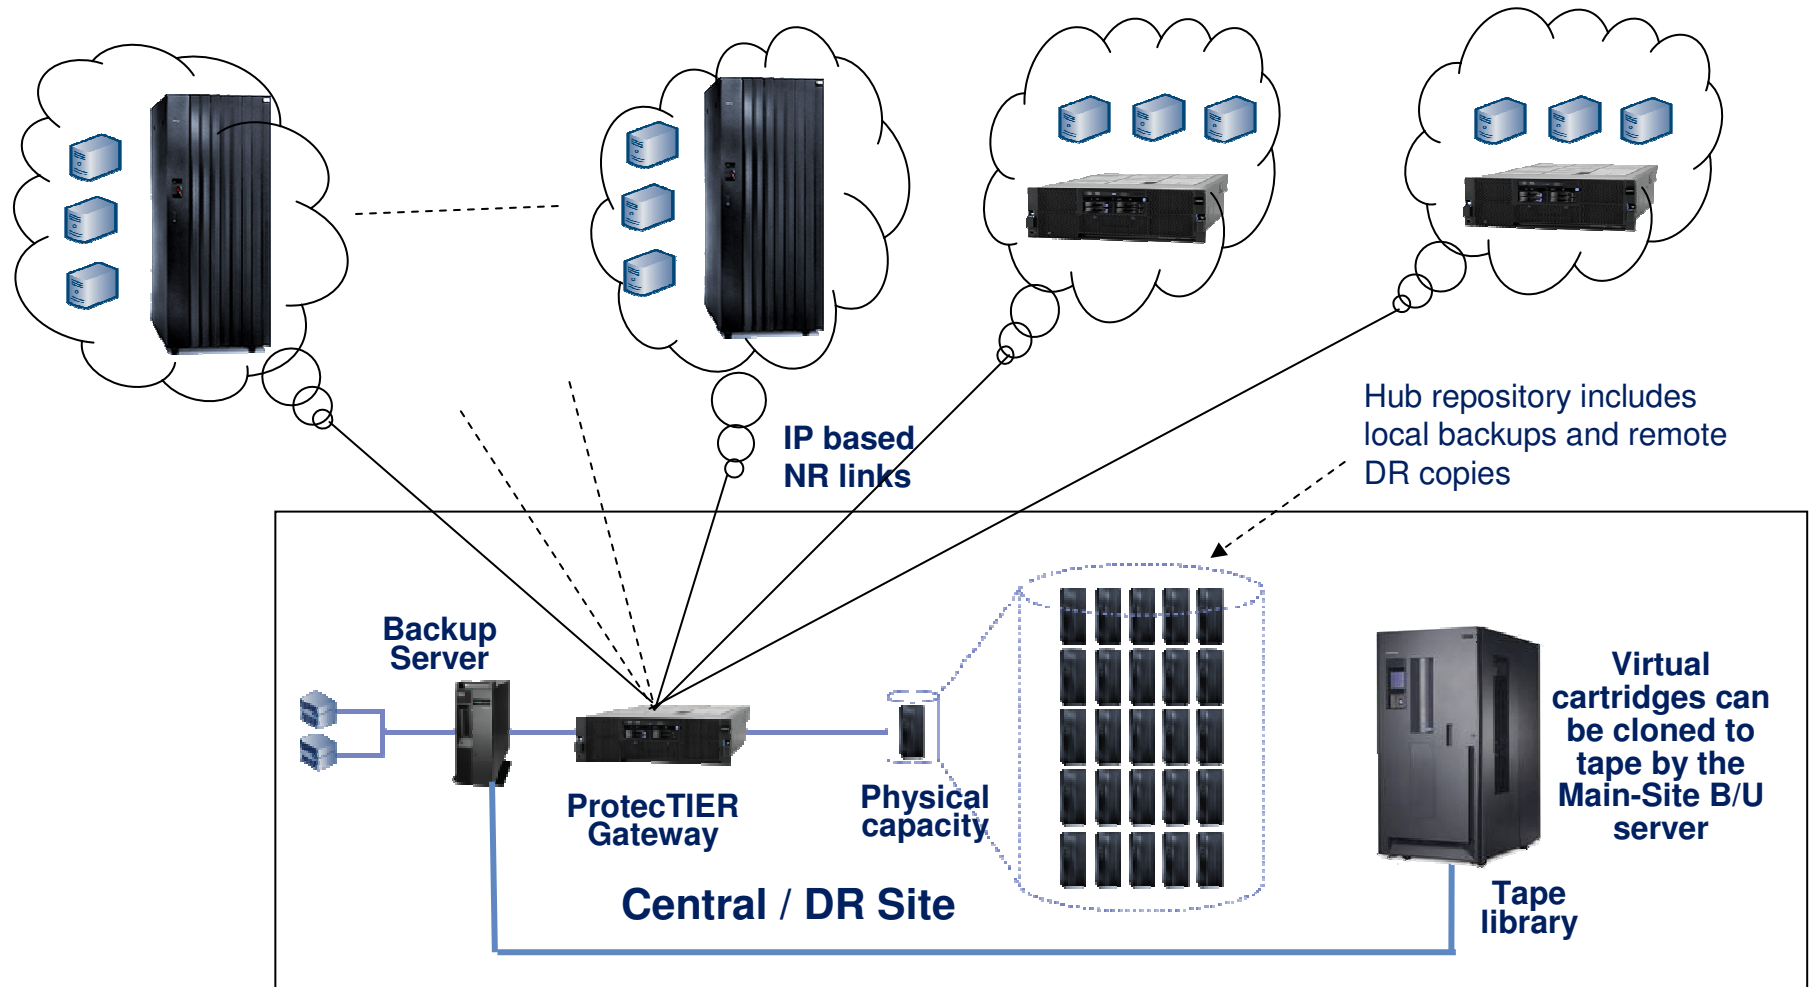 IP based
NR links
Hub repository includes
local backups and remote
DR copies
Backup
Server
ProtecTIER
Gateway
Physical
capacity
Virtual
cartridges can
be cloned to
tape by the
Main-Site B/U
server
Tape
library
Central / DR Site